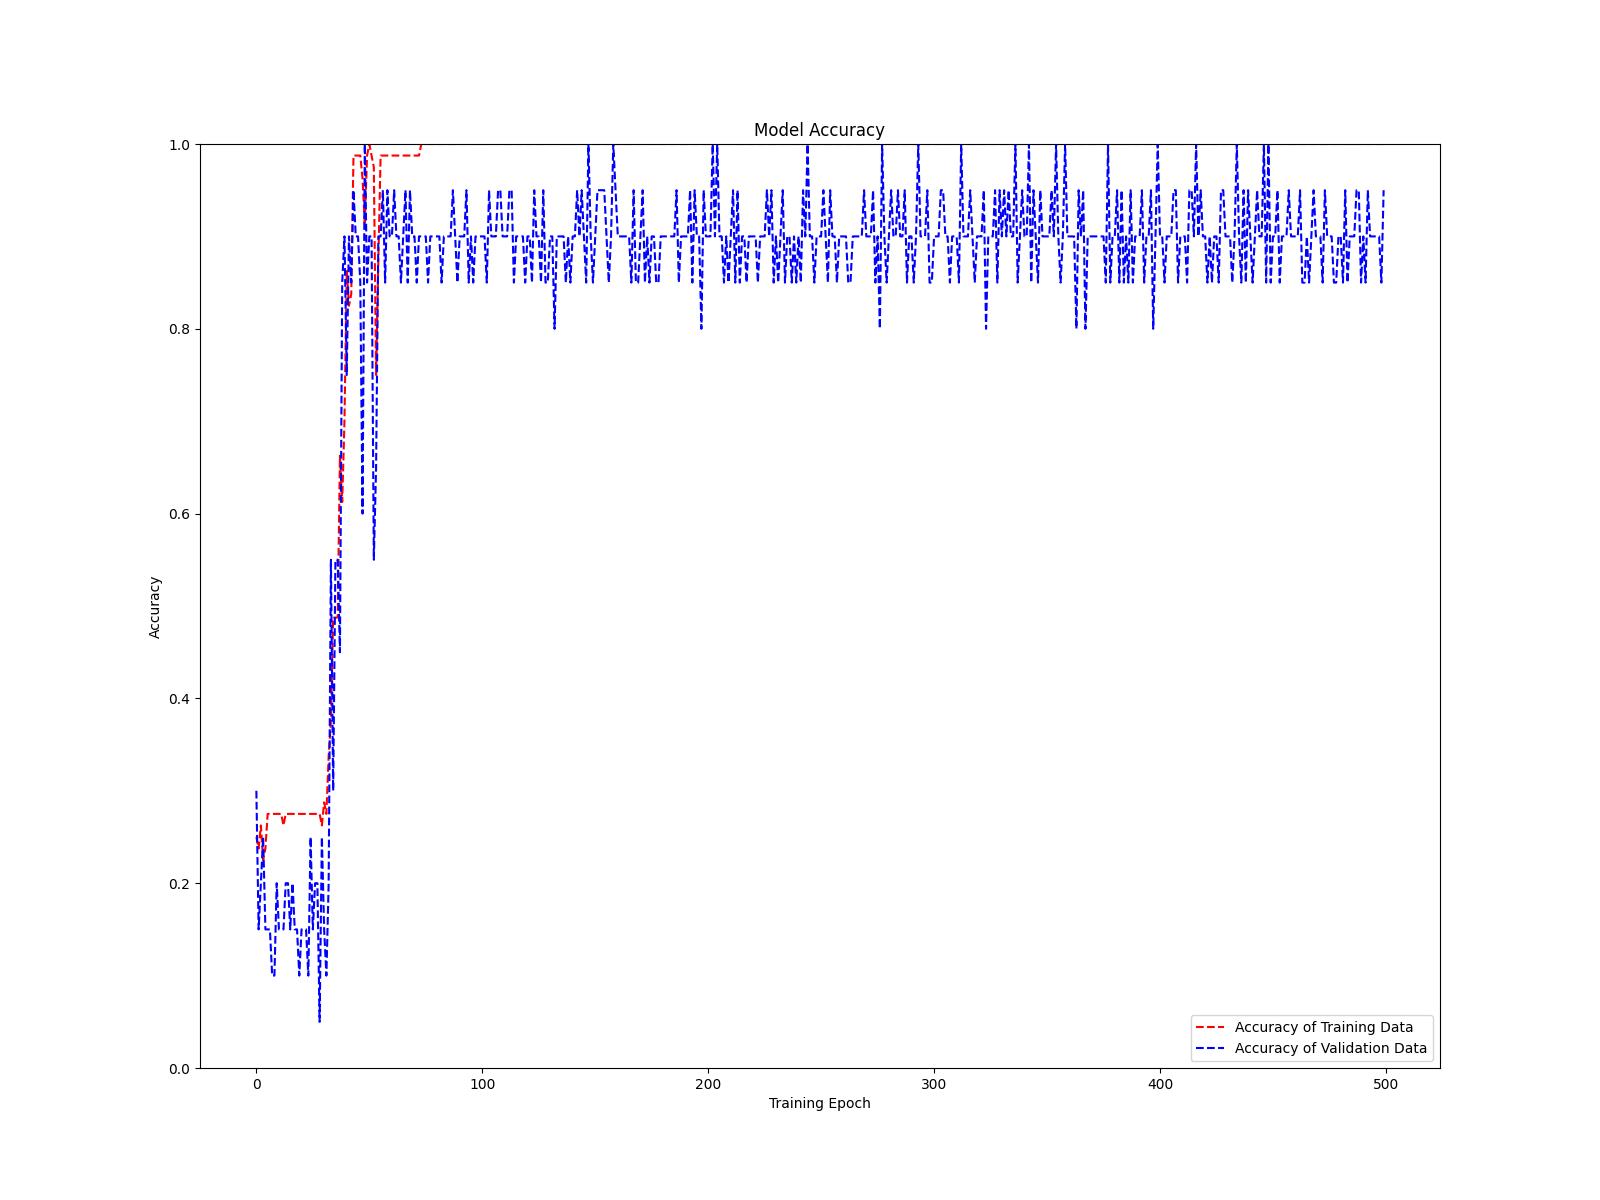 Model Accuracy
1.0
0.8
0.6
0.4
0.2
0.0
Accuracy
0 100 200 300 400 500
Training Epoch
Accuracy of Training Data
Accuracy of Validation Data